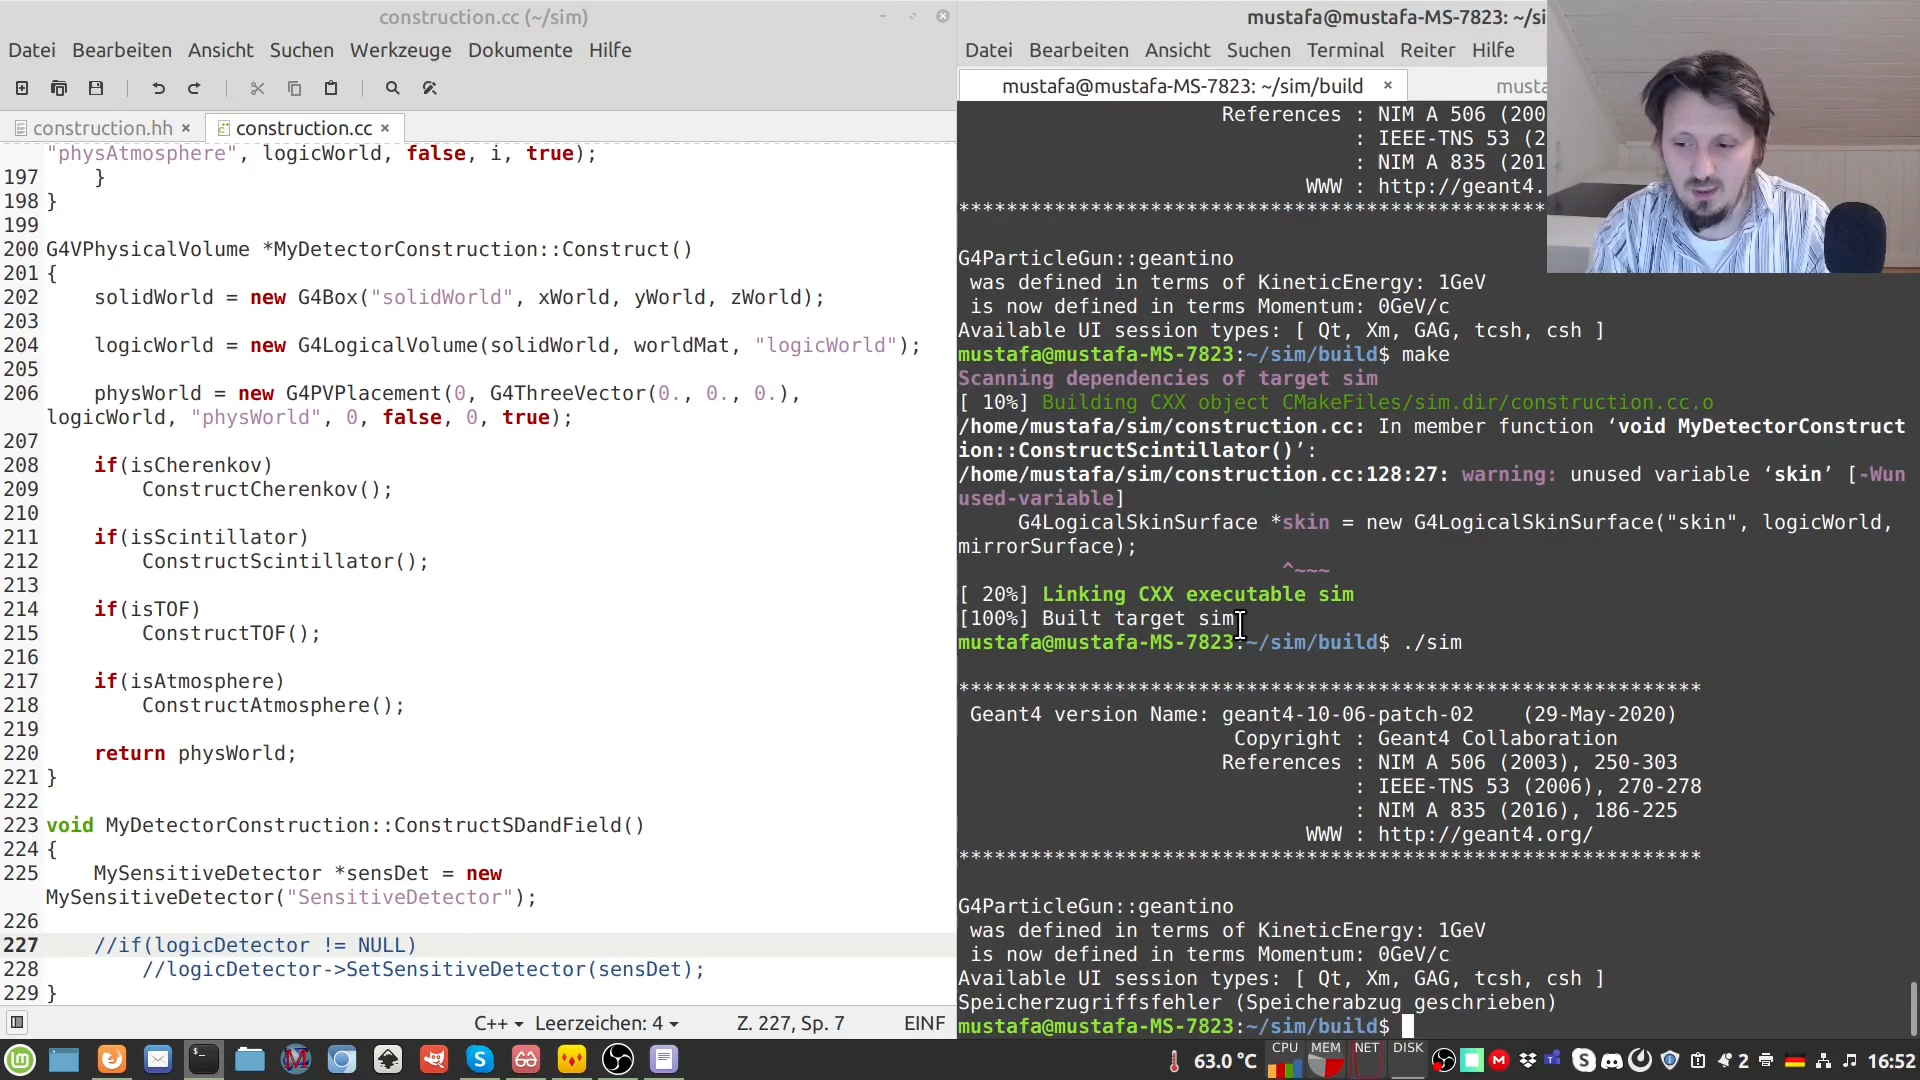 construction.cc (~/sim)
Datei Bearbeiten Ansicht Suchen Werkzeuge Dokumente Hilfe
construction.hh × construction.cc ×
"physAtmosphere", logicWorld, false, i, true);
197     }
198 }
199
200 G4VPhysicalVolume *MyDetectorConstruction::Construct()
201 {
202     solidWorld = new G4Box("solidWorld", xWorld, yWorld, zWorld);
203
204     logicWorld = new G4LogicalVolume(solidWorld, worldMat, "logicWorld");
205
206     physWorld = new G4PVPlacement(0, G4ThreeVector(0., 0., 0.),
logicWorld, "physWorld", 0, false, 0, true);
207
208     if(isCherenkov)
209         ConstructCherenkov();
210
211     if(isScintillator)
212         ConstructScintillator();
213
214     if(isTOF)
215         ConstructTOF();
216
217     if(isAtmosphere)
218         ConstructAtmosphere();
219
220     return physWorld;
221 }
222
223 void MyDetectorConstruction::ConstructSDandField()
224 {
225     MySensitiveDetector *sensDet = new
MySensitiveDetector("SensitiveDetector");
226
227     //if(logicDetector != NULL)
228         //logicDetector->SetSensitiveDetector(sensDet);
229 }
C++ Leerzeichen: 4 Z. 227, Sp. 7 EINF
mustafa@mustafa-MS-7823: ~/si
Datei Bearbeiten Ansicht Suchen Terminal Reiter Hilfe
mustafa@mustafa-MS-7823: ~/sim/build × musta
References : NIM A 506 (200
: IEEE-TNS 53 (2
: NIM A 835 (201
WWW : http://geant4.
*************************************************
G4ParticleGun::geantino
was defined in terms of KineticEnergy: 1GeV
is now defined in terms Momentum: 0GeV/c
Available UI session types: [ Qt, Xm, GAG, tcsh, csh ]
mustafa@mustafa-MS-7823:~/sim/build$ make
Scanning dependencies of target sim
[ 10%] Building CXX object CMakeFiles/sim.dir/construction.cc.o
/home/mustafa/sim/construction.cc: In member function ‘void MyDetectorConstruct
ion::ConstructScintillator()’:
/home/mustafa/sim/construction.cc:128:27: warning: unused variable ‘skin’ [-Wun
used-variable]
G4LogicalSkinSurface *skin = new G4LogicalSkinSurface("skin", logicWorld,
mirrorSurface);
^~~~
[ 20%] Linking CXX executable sim
[100%] Built target sim
mustafa@mustafa-MS-7823:~/sim/build$ ./sim
**************************************************************
Geant4 version Name: geant4-10-06-patch-02 (29-May-2020)
Copyright : Geant4 Collaboration
References : NIM A 506 (2003), 250-303
: IEEE-TNS 53 (2006), 270-278
: NIM A 835 (2016), 186-225
WWW : http://geant4.org/
**************************************************************
G4ParticleGun::geantino
was defined in terms of KineticEnergy: 1GeV
is now defined in terms Momentum: 0GeV/c
Available UI session types: [ Qt, Xm, GAG, tcsh, csh ]
Speicherzugriffsfehler (Speicherabzug geschrieben)
mustafa@mustafa-MS-7823:~/sim/build$
63.0 °C CPU MEM NET DISK 2 16:52